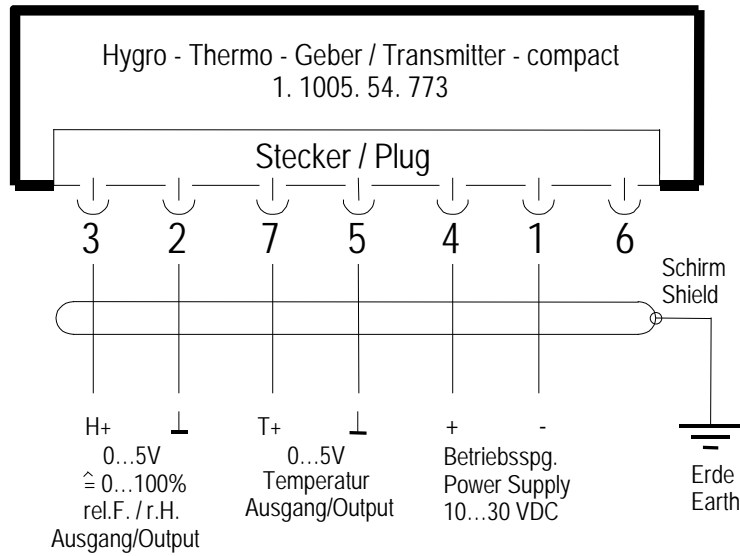 Hygro - Thermo - Geber / Transmitter - compact
1. 1005. 54. 773
Stecker / Plug
3 2 7 5 4 1 6
Schirm
Shield
H+
0...5V
≙ 0...100%
rel.F. / r.H.
Ausgang/Output
T+
0...5V
Temperatur
Ausgang/Output
+ -
Betriebsspg.
Power Supply
10...30 VDC
Erde
Earth